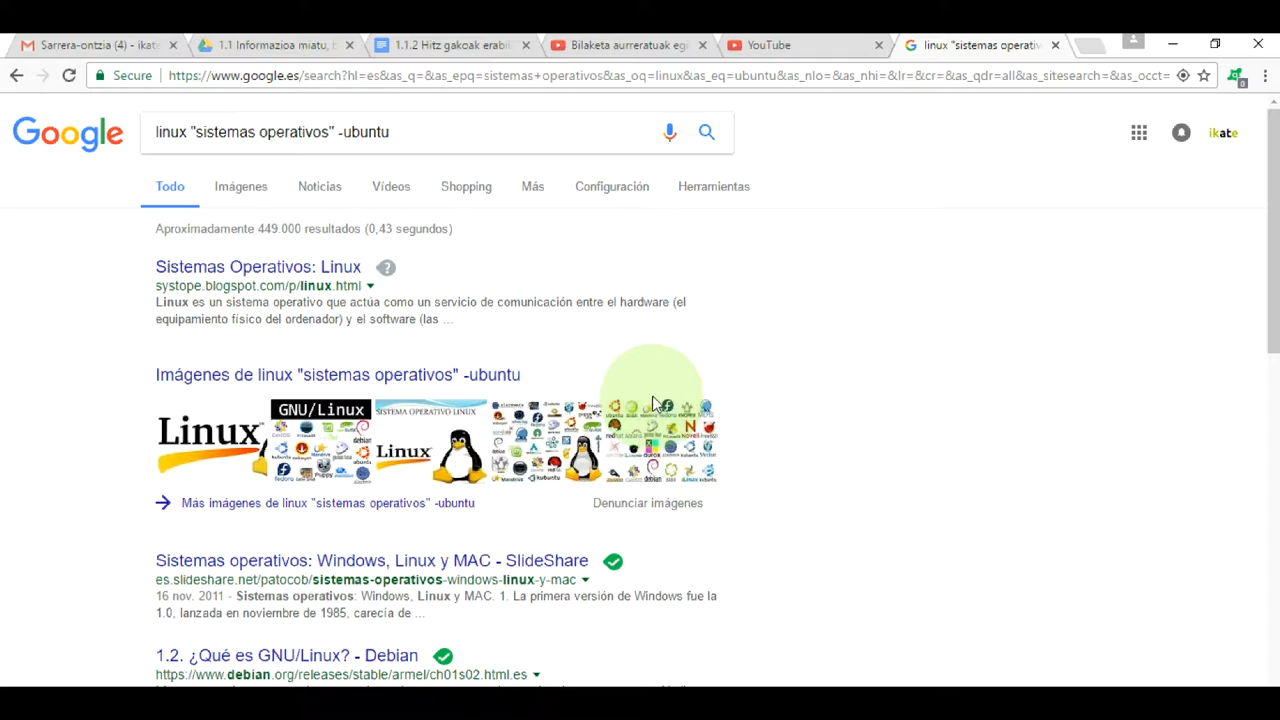 Sarrera-ontzia (4) - ikate
1.1 Informazioa miatu, b
1.1.2 Hitz gakoak erabil
Bilaketa aurreratuak egi
YouTube
linux "sistemas operativ
Secure
https://www.google.es/search?hl=es&as_q=&as_epq=sistemas+operativos&as_oq=linux&as_eq=ubuntu&as_nlo=&as_nhi=&lr=&cr=&as_qdr=all&as_sitesearch=&as_occt=
0
Google
linux "sistemas operativos" -ubuntu
ikate
Todo
Imágenes
Noticias
Vídeos
Shopping
Más
Configuración
Herramientas
Aproximadamente 449.000 resultados (0,43 segundos)
Sistemas Operativos: Linux
systope.blogspot.com/p/linux.html
Linux es un sistema operativo que actúa como un servicio de comunicación entre el hardware (el
equipamiento físico del ordenador) y el software (las ...
Imágenes de linux "sistemas operativos" -ubuntu
Linux
GNU/Linux
SISTEMA OPERATIVO LINUX
Linux
Más imágenes de linux "sistemas operativos" -ubuntu
Denunciar imágenes
Sistemas operativos: Windows, Linux y MAC - SlideShare
es.slideshare.net/patocob/sistemas-operativos-windows-linux-y-mac
16 nov. 2011 - Sistemas operativos: Windows, Linux y MAC. 1. La primera versión de Windows fue la
1.0, lanzada en noviembre de 1985, carecía de ...
1.2. ¿Qué es GNU/Linux? - Debian
https://www.debian.org/releases/stable/armel/ch01s02.html.es